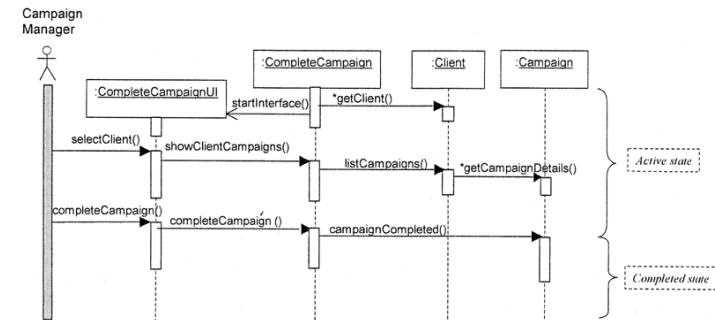 Campaign
Manager
:CompleteCampaign
:Client
:Campaign
:CompleteCampaignUI
startInterface()
*getClient()
selectClient()
showClientCampaigns()
listCampaigns()
*getCampaignDetails()
Active state
completeCampaign()
completeCampaign ()
campaignCompleted()
Completed state